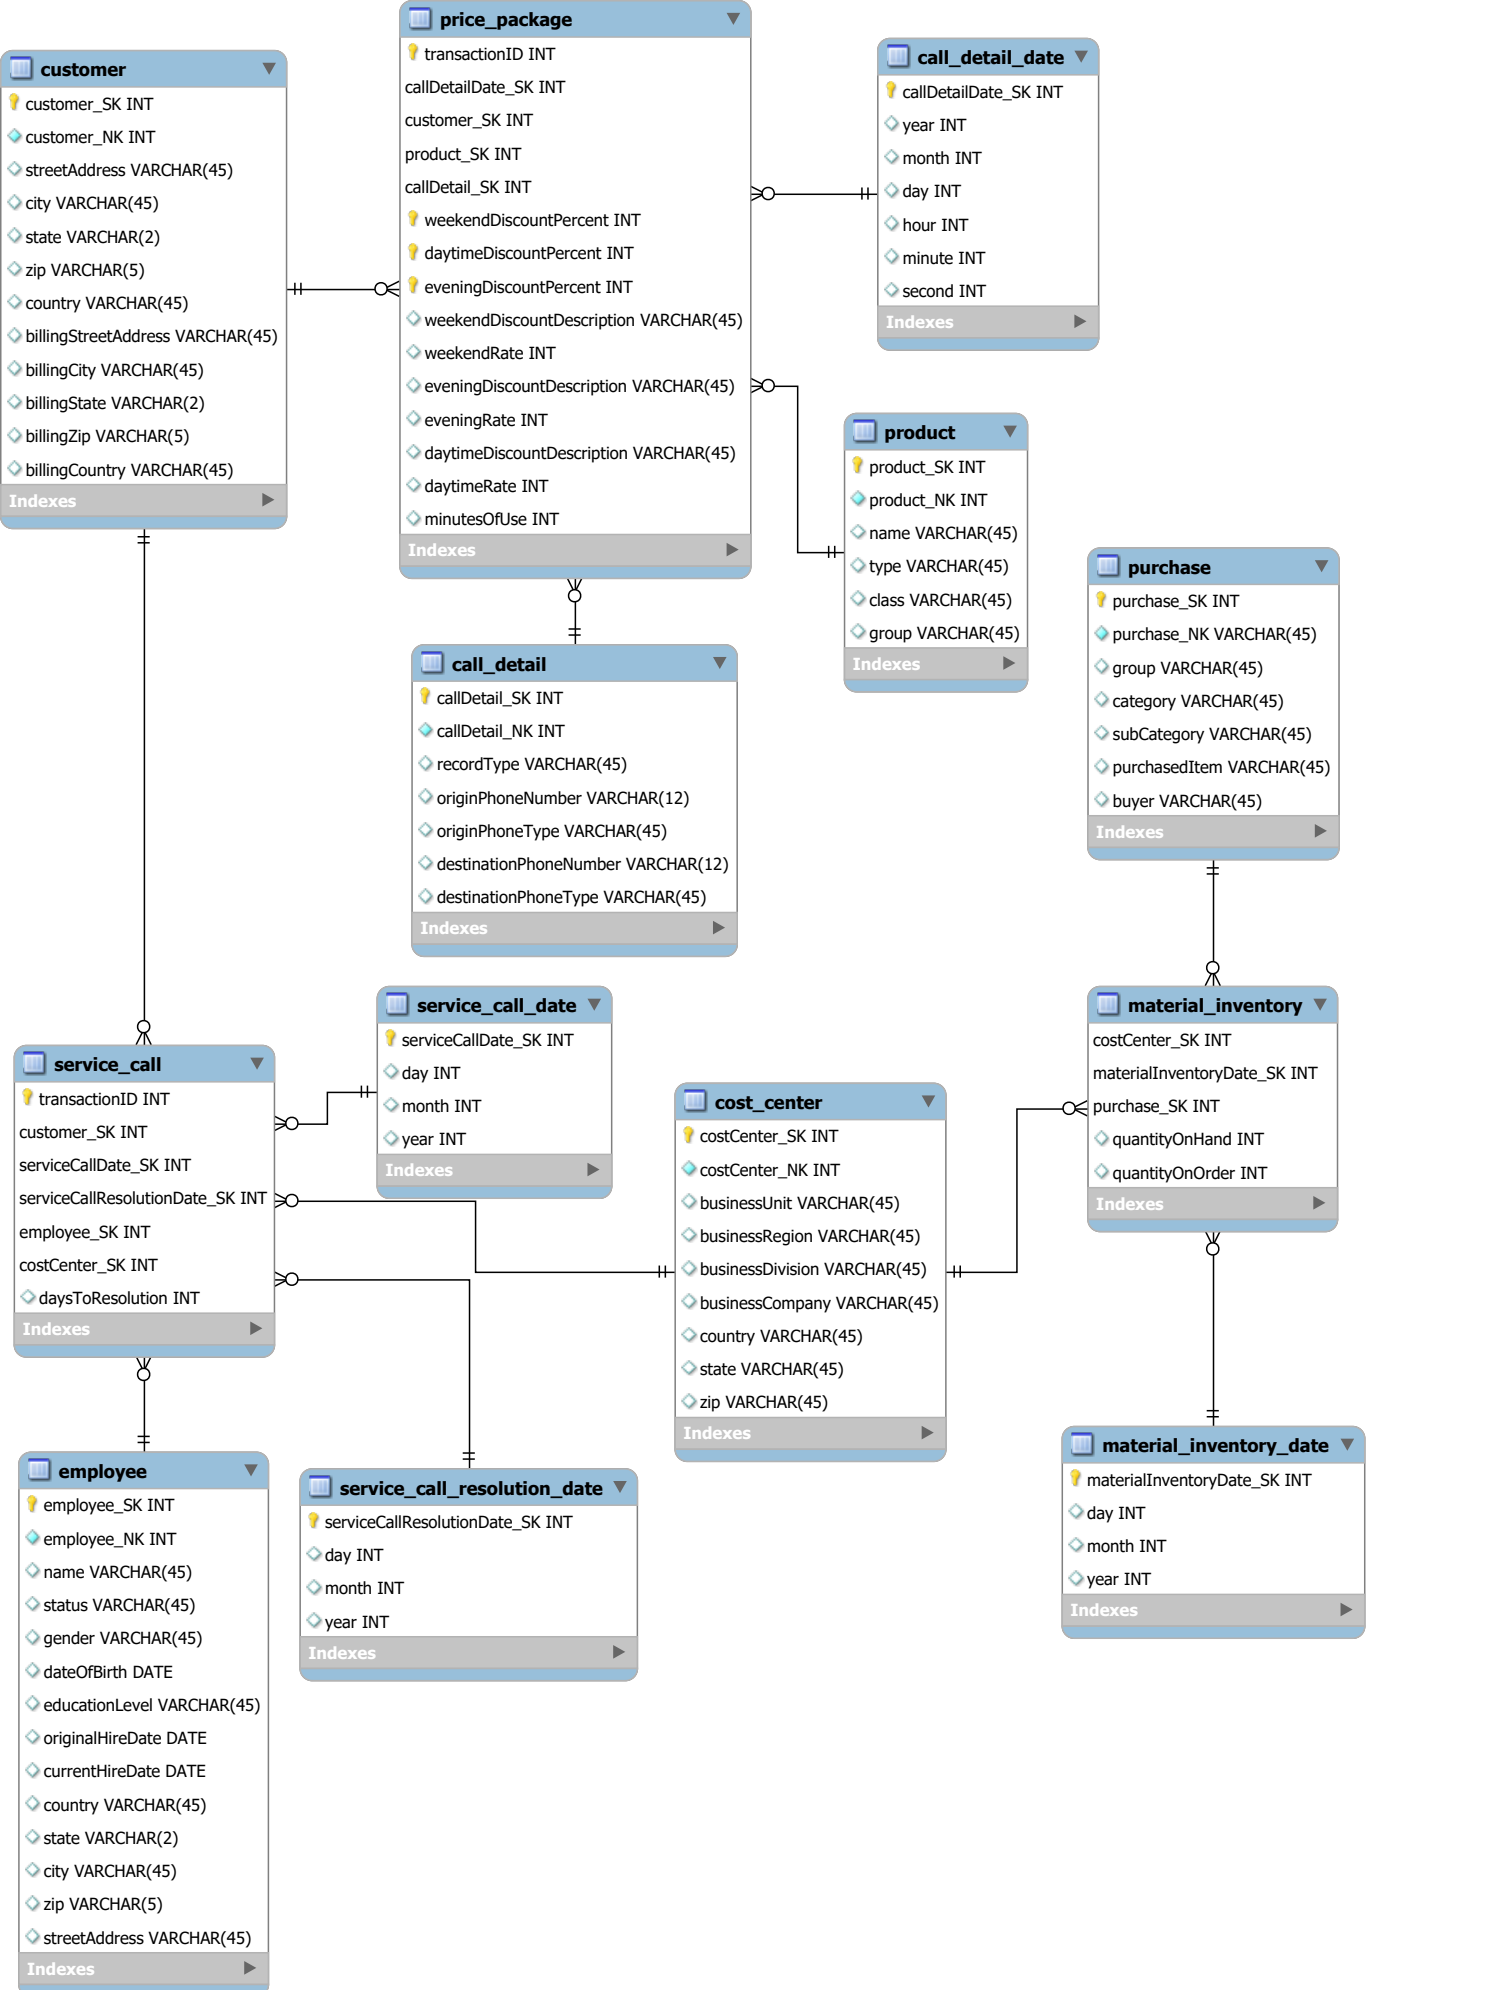 customer
customer_SK INT
customer_NK INT
streetAddress VARCHAR(45)
city VARCHAR(45)
state VARCHAR(2)
zip VARCHAR(5)
country VARCHAR(45)
billingStreetAddress VARCHAR(45)
billingCity VARCHAR(45)
billingState VARCHAR(2)
billingZip VARCHAR(5)
billingCountry VARCHAR(45)
Indexes
price_package
transactionID INT
callDetailDate_SK INT
customer_SK INT
product_SK INT
callDetail_SK INT
weekendDiscountPercent INT
daytimeDiscountPercent INT
eveningDiscountPercent INT
weekendDiscountDescription VARCHAR(45)
weekendRate INT
eveningDiscountDescription VARCHAR(45)
eveningRate INT
daytimeDiscountDescription VARCHAR(45)
daytimeRate INT
minutesOfUse INT
Indexes
call_detail_date
callDetailDate_SK INT
year INT
month INT
day INT
hour INT
minute INT
second INT
Indexes
product
product_SK INT
product_NK INT
name VARCHAR(45)
type VARCHAR(45)
class VARCHAR(45)
group VARCHAR(45)
Indexes
purchase
purchase_SK INT
purchase_NK VARCHAR(45)
group VARCHAR(45)
category VARCHAR(45)
subCategory VARCHAR(45)
purchasedItem VARCHAR(45)
buyer VARCHAR(45)
Indexes
call_detail
callDetail_SK INT
callDetail_NK INT
recordType VARCHAR(45)
originPhoneNumber VARCHAR(12)
originPhoneType VARCHAR(45)
destinationPhoneNumber VARCHAR(12)
destinationPhoneType VARCHAR(45)
Indexes
service_call_date
serviceCallDate_SK INT
day INT
month INT
year INT
Indexes
material_inventory
costCenter_SK INT
materialInventoryDate_SK INT
purchase_SK INT
quantityOnHand INT
quantityOnOrder INT
Indexes
service_call
transactionID INT
customer_SK INT
serviceCallDate_SK INT
serviceCallResolutionDate_SK INT
employee_SK INT
costCenter_SK INT
daysToResolution INT
Indexes
cost_center
costCenter_SK INT
costCenter_NK INT
businessUnit VARCHAR(45)
businessRegion VARCHAR(45)
businessDivision VARCHAR(45)
businessCompany VARCHAR(45)
country VARCHAR(45)
state VARCHAR(45)
zip VARCHAR(45)
Indexes
material_inventory_date
materialInventoryDate_SK INT
day INT
month INT
year INT
Indexes
employee
employee_SK INT
employee_NK INT
name VARCHAR(45)
status VARCHAR(45)
gender VARCHAR(45)
dateOfBirth DATE
educationLevel VARCHAR(45)
originalHireDate DATE
currentHireDate DATE
country VARCHAR(45)
state VARCHAR(2)
city VARCHAR(45)
zip VARCHAR(5)
streetAddress VARCHAR(45)
Indexes
service_call_resolution_date
serviceCallResolutionDate_SK INT
day INT
month INT
year INT
Indexes